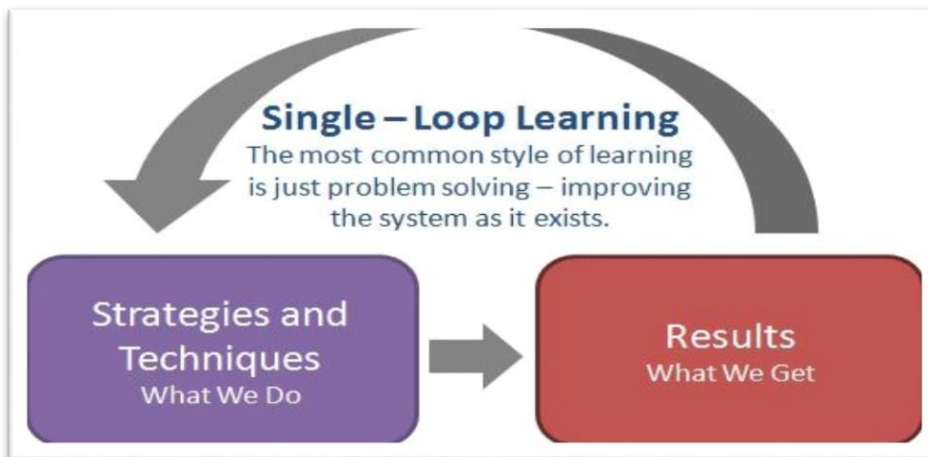 Single – Loop Learning
The most common style of learning
is just problem solving – improving
the system as it exists.
Strategies and
Techniques
What We Do
Results
What We Get